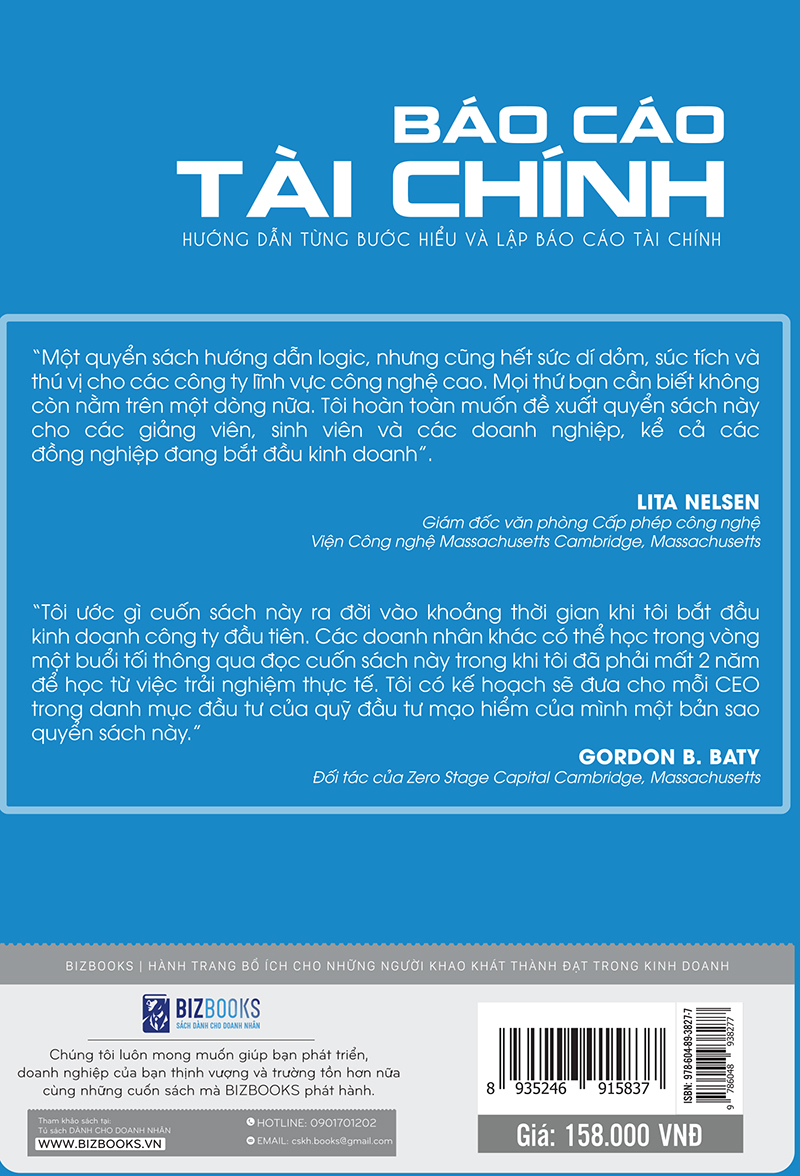 BÁO CÁO
TÀI CHÍNH
HƯỚNG DẪN TỪNG BƯỚC HIỂU VÀ LẬP BÁO CÁO TÀI CHÍNH
“Một quyển sách hướng dẫn logic, nhưng cũng hết sức dí dỏm, súc tích và
thú vị cho các công ty lĩnh vực công nghệ cao. Mọi thứ bạn cần biết không
còn nằm trên một dòng nữa. Tôi hoàn toàn muốn đề xuất quyển sách này
cho các giảng viên, sinh viên và các doanh nghiệp, kể cả các
đồng nghiệp đang bắt đầu kinh doanh”.
LITA NELSEN
Giám đốc văn phòng Cấp phép công nghệ
Viện Công nghệ Massachusetts Cambridge, Massachusetts
“Tôi ước gì cuốn sách này ra đời vào khoảng thời gian khi tôi bắt đầu
kinh doanh công ty đầu tiên. Các doanh nhân khác có thể học trong vòng
một buổi tối thông qua đọc cuốn sách này trong khi tôi đã phải mất 2 năm
để học từ việc trải nghiệm thực tế. Tôi có kế hoạch sẽ đưa cho mỗi CEO
trong danh mục đầu tư của quỹ đầu tư mạo hiểm của mình một bản sao
quyển sách này.”
GORDON B. BATY
Đối tác của Zero Stage Capital Cambridge, Massachusetts
BIZBOOKS | HÀNH TRANG BỔ ÍCH CHO NHỮNG NGƯỜI KHAO KHÁT THÀNH ĐẠT TRONG KINH DOANH
BIZBOOKS
SÁCH DÀNH CHO DOANH NHÂN
Chúng tôi luôn mong muốn giúp bạn phát triển,
doanh nghiệp của bạn thịnh vượng và trường tồn hơn nữa
cùng những cuốn sách mà BIZBOOKS phát hành.
Tham khảo sách tại:
Tủ sách DÀNH CHO DOANH NHÂN
WWW.BIZBOOKS.VN
HOTLINE: 0901701202
EMAIL: cskh.books@gmail.com
8 935246 915837
ISBN: 978-604-89-3827-7
9 786048 938277
Giá: 158.000 VNĐ